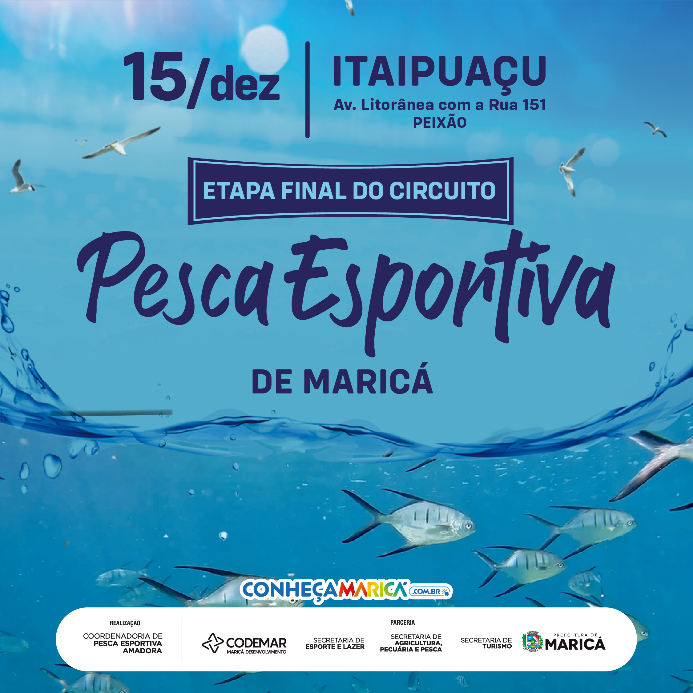 15/dez
ITAIPUAÇU
Av. Litorânea com a Rua 151
PEIXÃO
ETAPA FINAL DO CIRCUITO
Pesca Esportiva
DE MARICÁ
CONHEÇAMARICÁ.COM.BR
REALIZAÇÃO
COORDENADORIA DE
PESCA ESPORTIVA
AMADORA
PARCERIA
CODEMAR
MARICÁ DESENVOLVIMENTO
SECRETARIA DE
ESPORTE E LAZER
SECRETARIA DE
AGRICULTURA,
PECUÁRIA E PESCA
SECRETARIA DE
TURISMO
PREFEITURA DE
MARICÁ